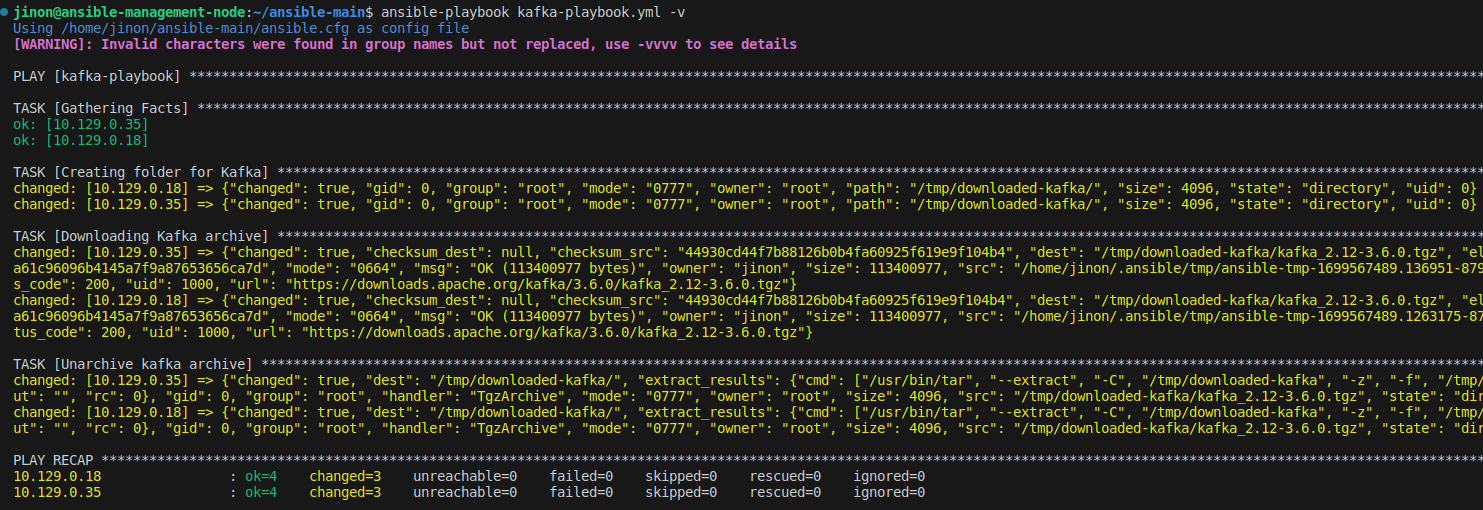 jinon@ansible-management-node:~/ansible-main$ ansible-playbook kafka-playbook.yml -v
Using /home/jinon/ansible-main/ansible.cfg as config file
[WARNING]: Invalid characters were found in group names but not replaced, use -vvvv to see details
PLAY [kafka-playbook] ******************************************************************************************************************************************************************
TASK [Gathering Facts] *****************************************************************************************************************************************************************
ok: [10.129.0.35]
ok: [10.129.0.18]
TASK [Creating folder for Kafka] *******************************************************************************************************************************************************
changed: [10.129.0.18] => {"changed": true, "gid": 0, "group": "root", "mode": "0777", "owner": "root", "path": "/tmp/downloaded-kafka/", "size": 4096, "state": "directory", "uid": 0}
changed: [10.129.0.35] => {"changed": true, "gid": 0, "group": "root", "mode": "0777", "owner": "root", "path": "/tmp/downloaded-kafka/", "size": 4096, "state": "directory", "uid": 0}
TASK [Downloading Kafka archive] *******************************************************************************************************************************************************
changed: [10.129.0.35] => {"changed": true, "checksum_dest": null, "checksum_src": "44930cd44f7b88126b0b4fa60925f619e9f104b4", "dest": "/tmp/downloaded-kafka/kafka_2.12-3.6.0.tgz", "el
a61c96096b4145a7f9a87653656ca7d", "mode": "0664", "msg": "OK (113400977 bytes)", "owner": "jinon", "size": 113400977, "src": "/home/jinon/.ansible/tmp/ansible-tmp-1699567489.136951-879
s_code": 200, "uid": 1000, "url": "https://downloads.apache.org/kafka/3.6.0/kafka_2.12-3.6.0.tgz"}
changed: [10.129.0.18] => {"changed": true, "checksum_dest": null, "checksum_src": "44930cd44f7b88126b0b4fa60925f619e9f104b4", "dest": "/tmp/downloaded-kafka/kafka_2.12-3.6.0.tgz", "el
a61c96096b4145a7f9a87653656ca7d", "mode": "0664", "msg": "OK (113400977 bytes)", "owner": "jinon", "size": 113400977, "src": "/home/jinon/.ansible/tmp/ansible-tmp-1699567489.1263175-87
tus_code": 200, "uid": 1000, "url": "https://downloads.apache.org/kafka/3.6.0/kafka_2.12-3.6.0.tgz"}
TASK [Unarchive kafka archive] *********************************************************************************************************************************************************
changed: [10.129.0.35] => {"changed": true, "dest": "/tmp/downloaded-kafka/", "extract_results": {"cmd": ["/usr/bin/tar", "--extract", "-C", "/tmp/downloaded-kafka", "-z", "-f", "/tmp/
ut": "", "rc": 0}, "gid": 0, "group": "root", "handler": "TgzArchive", "mode": "0777", "owner": "root", "size": 4096, "src": "/tmp/downloaded-kafka/kafka_2.12-3.6.0.tgz", "state": "dir
changed: [10.129.0.18] => {"changed": true, "dest": "/tmp/downloaded-kafka/", "extract_results": {"cmd": ["/usr/bin/tar", "--extract", "-C", "/tmp/downloaded-kafka", "-z", "-f", "/tmp/
ut": "", "rc": 0}, "gid": 0, "group": "root", "handler": "TgzArchive", "mode": "0777", "owner": "root", "size": 4096, "src": "/tmp/downloaded-kafka/kafka_2.12-3.6.0.tgz", "state": "dir
PLAY RECAP *****************************************************************************************************************************************************************************
10.129.0.18                : ok=4    changed=3    unreachable=0    failed=0    skipped=0    rescued=0    ignored=0
10.129.0.35                : ok=4    changed=3    unreachable=0    failed=0    skipped=0    rescued=0    ignored=0